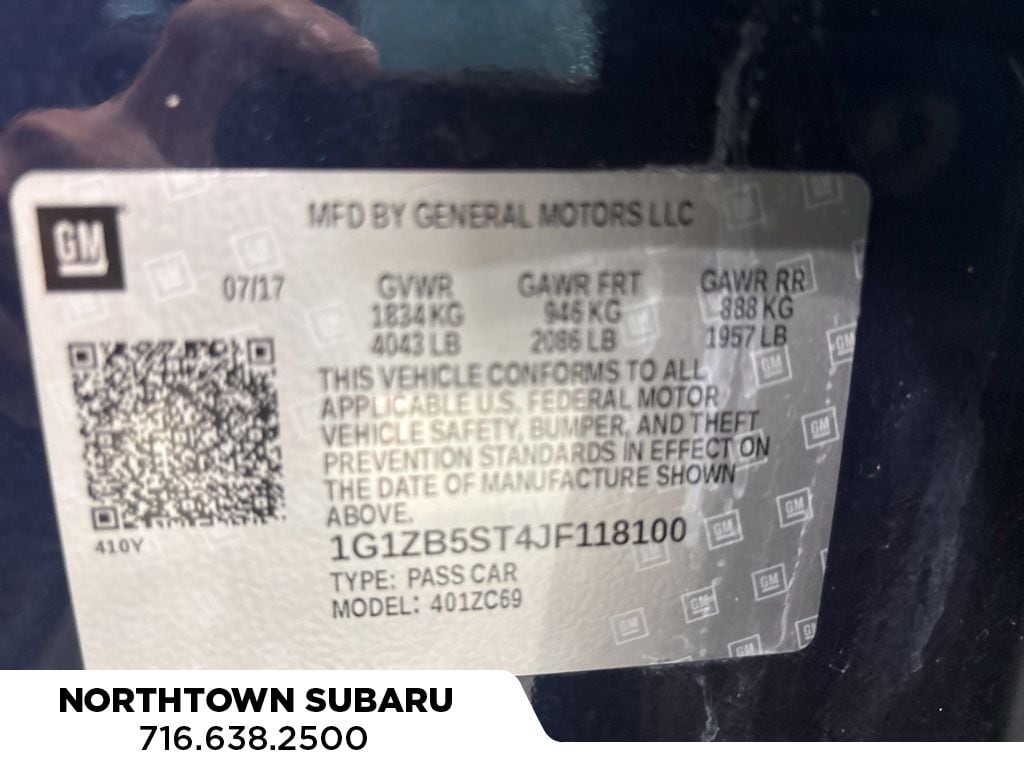 GM
MFD BY GENERAL MOTORS LLC
07/17 GVWR GAWR FRT GAWR RR
1834 KG 946 KG 888 KG
4043 LB 2086 LB 1957 LB
THIS VEHICLE CONFORMS TO ALL
APPLICABLE U.S. FEDERAL MOTOR
VEHICLE SAFETY, BUMPER, AND THEFT
PREVENTION STANDARDS IN EFFECT ON
THE DATE OF MANUFACTURE SHOWN
ABOVE.
410Y
1G1ZB5ST4JF118100
TYPE: PASS CAR
MODEL: 401ZC69
NORTHTOWN SUBARU
716.638.2500